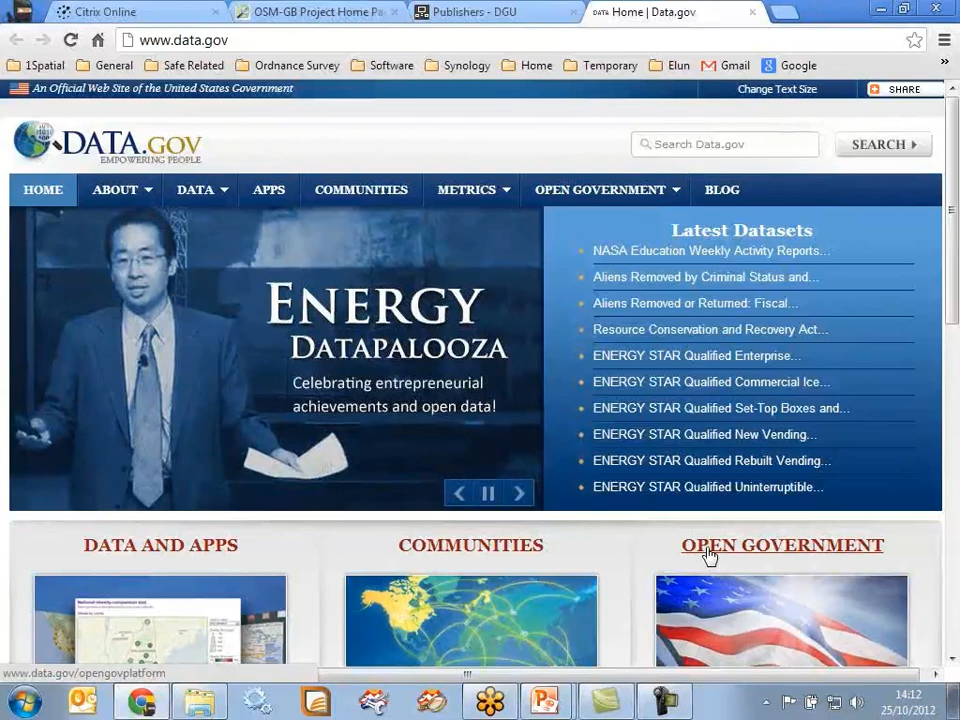 Citrix Online
OSM-GB Project Home Pa
Publishers - DGU
DATA Home | Data.gov
www.data.gov
1Spatial
General
Safe Related
Ordnance Survey
Software
Synology
Home
Temporary
Elun
Gmail
Google
An Official Web Site of the United States Government
Change Text Size
SHARE
DATA.GOV
EMPOWERING PEOPLE
Search Data.gov
SEARCH
HOME
ABOUT
DATA
APPS
COMMUNITIES
METRICS
OPEN GOVERNMENT
BLOG
ENERGY
DATAPALOOZA
Celebrating entrepreneurial
achievements and open data!
Latest Datasets
NASA Education Weekly Activity Reports...
Aliens Removed by Criminal Status and...
Aliens Removed or Returned: Fiscal...
Resource Conservation and Recovery Act...
ENERGY STAR Qualified Enterprise...
ENERGY STAR Qualified Commercial Ice...
ENERGY STAR Qualified Set-Top Boxes and...
ENERGY STAR Qualified New Vending...
ENERGY STAR Qualified Rebuilt Vending...
ENERGY STAR Qualified Uninterruptible...
DATA AND APPS
COMMUNITIES
OPEN GOVERNMENT
www.data.gov/opengovplatform
14:12
25/10/2012